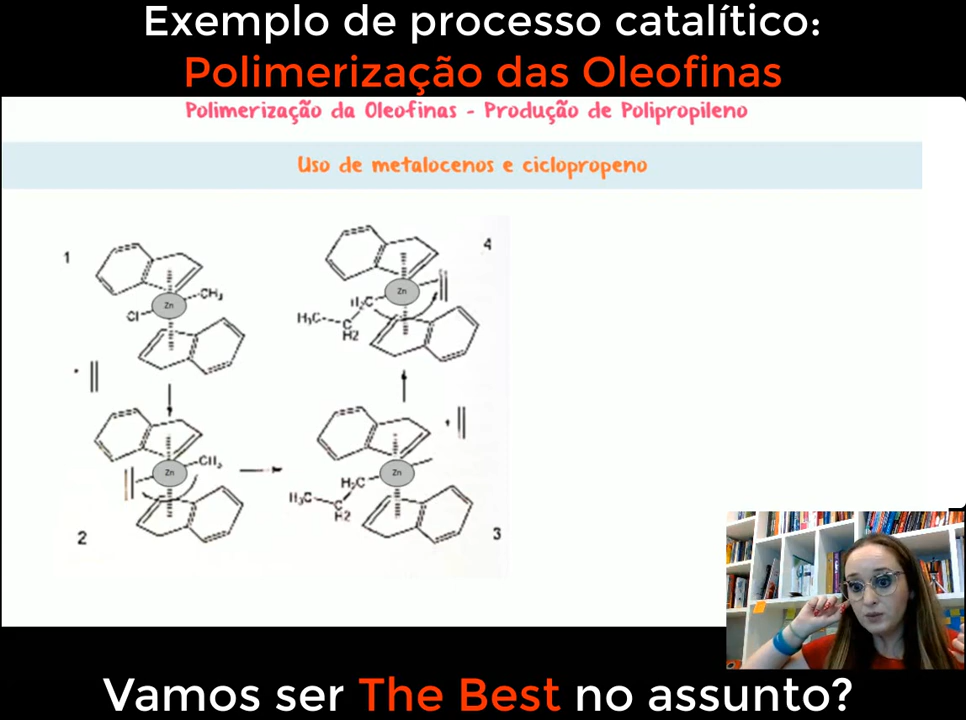 Exemplo de processo catalítico:
Polimerização das Oleofinas
Polimerização da Oleofinas - Produção de Polipropileno
Uso de metalocenos e ciclopropeno
1
Zn
CH₃
Cl
2
Zn
CH₃
4
Zn
H₂C
H₃C
C
H2
3
Zn
H₂C
H₃C
C
H2
Vamos ser The Best no assunto?